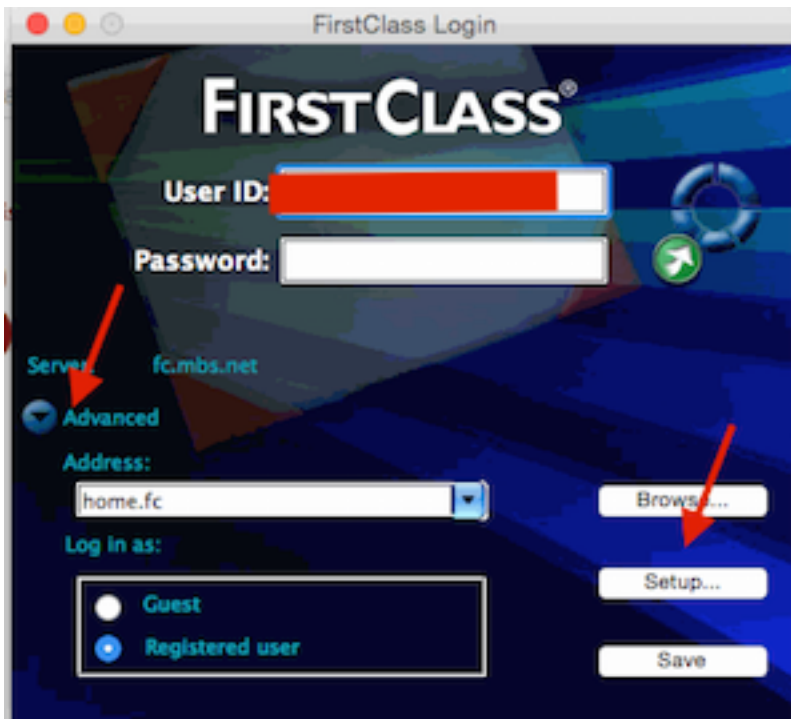 FirstClass Login
FIRSTCLASS®
User ID:
Password:
Server: fc.mbs.net
Advanced
Address:
home.fc
Browse...
Log in as:
Setup...
Guest
Registered user
Save